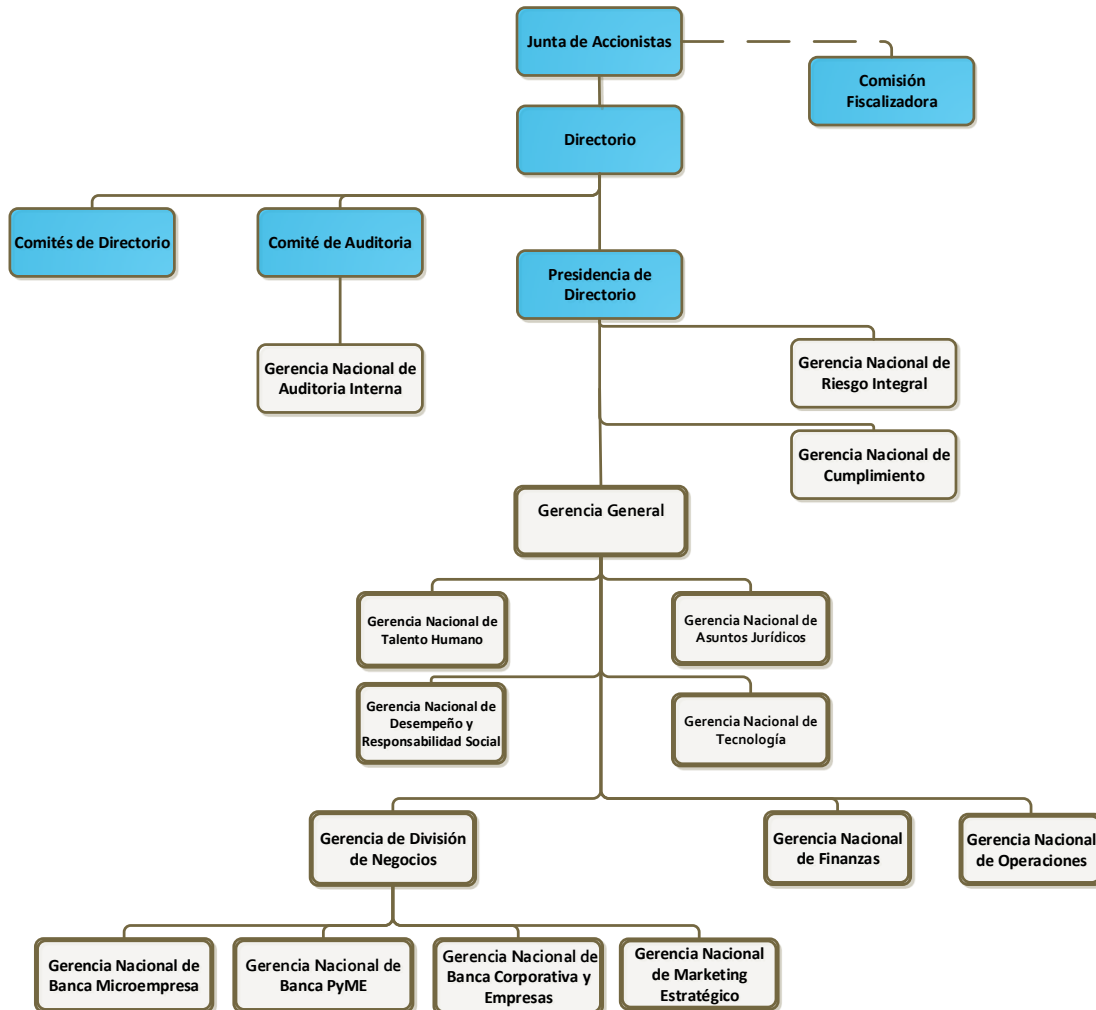 Junta de Accionistas
Comisión
Fiscalizadora
Directorio
Comités de Directorio
Comité de Auditoria
Presidencia de
Directorio
Gerencia Nacional de
Auditoria Interna
Gerencia Nacional de
Riesgo Integral
Gerencia Nacional de
Cumplimiento
Gerencia General
Gerencia Nacional de
Talento Humano
Gerencia Nacional de
Asuntos Jurídicos
Gerencia Nacional de
Desempeño y
Responsabilidad Social
Gerencia Nacional de
Tecnología
Gerencia de División
de Negocios
Gerencia Nacional
de Finanzas
Gerencia Nacional
de Operaciones
Gerencia Nacional de
Banca Microempresa
Gerencia Nacional de
Banca PyME
Gerencia Nacional de
Banca Corporativa y
Empresas
Gerencia Nacional
de Marketing
Estratégico